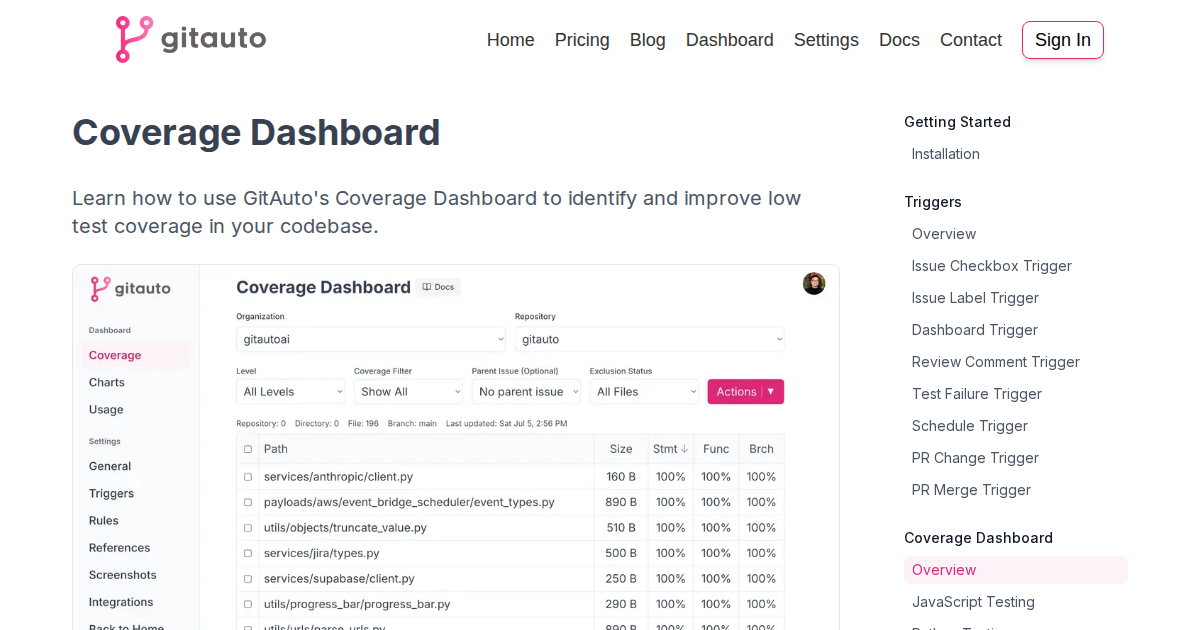 gitauto
Home Pricing Blog Dashboard Settings Docs Contact Sign In
Coverage Dashboard
Learn how to use GitAuto's Coverage Dashboard to identify and improve low
test coverage in your codebase.
gitauto
Dashboard
Coverage
Charts
Usage
Settings
General
Triggers
Rules
References
Screenshots
Integrations
Back to Home
Coverage Dashboard Docs
Organization Repository
gitautoai gitauto
Level Coverage Filter Parent Issue (Optional) Exclusion Status
All Levels Show All No parent issue All Files Actions ▼
Repository: 0 Directory: 0 File: 196 Branch: main Last updated: Sat Jul 5, 2:56 PM
Path Size Stmt ↓ Func Brch
services/anthropic/client.py 160 B 100% 100% 100%
payloads/aws/event_bridge_scheduler/event_types.py 890 B 100% 100% 100%
utils/objects/truncate_value.py 510 B 100% 100% 100%
services/jira/types.py 500 B 100% 100% 100%
services/supabase/client.py 250 B 100% 100% 100%
utils/progress_bar/progress_bar.py 290 B 100% 100% 100%
utils/urls/parse_urls.py 890 B 100% 100% 100%
Getting Started
Installation
Triggers
Overview
Issue Checkbox Trigger
Issue Label Trigger
Dashboard Trigger
Review Comment Trigger
Test Failure Trigger
Schedule Trigger
PR Change Trigger
PR Merge Trigger
Coverage Dashboard
Overview
JavaScript Testing
Python Testing